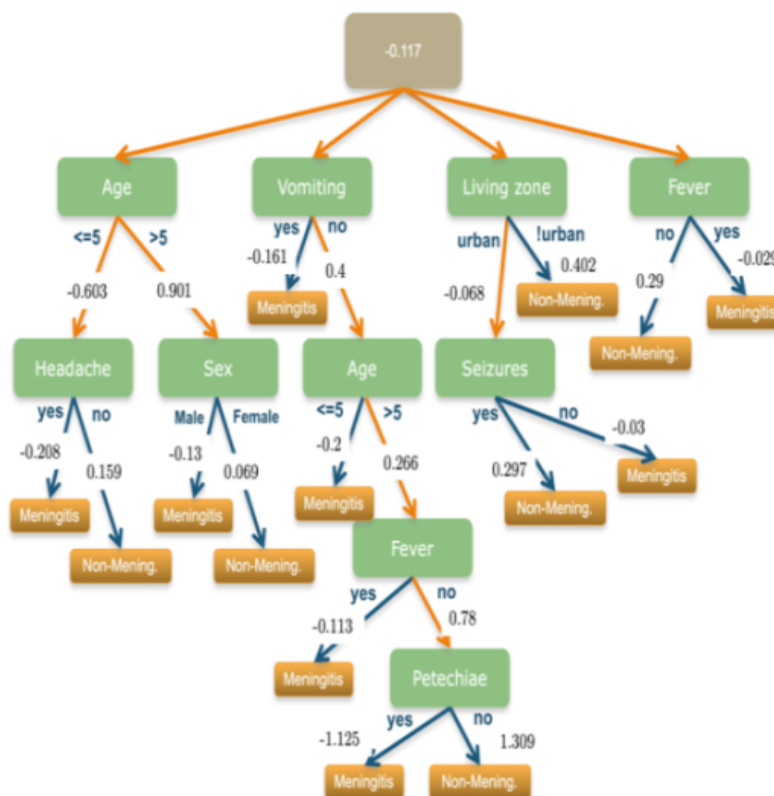 -0.117
Age Vomiting Living zone Fever
<=5 >5 yes no urban !urban no yes
-0.161 0.4 0.402 -0.029
-0.603 0.901 -0.068 0.29
Meningitis Non-Mening. Meningitis
Non-Mening.
Headache Sex Age Seizures
yes no Male Female <=5 >5 yes no
-0.208 0.159 -0.13 0.069 -0.2 0.266 0.297 -0.03
Meningitis Meningitis Meningitis Non-Mening. Meningitis
Non-Mening. Non-Mening.
Fever
yes no
-0.113 0.78
Meningitis
Petechiae
yes no
-1.125 1.309
Meningitis Non-Mening.